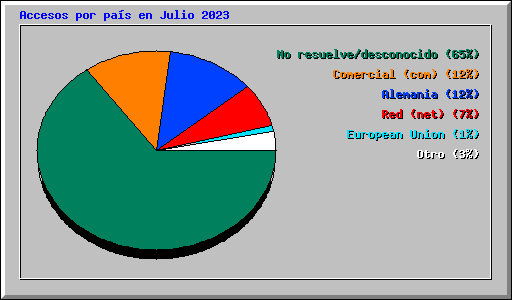 Accesos por país en Julio 2023
No resuelve/desconocido (65%)
Comercial (com) (12%)
Alemania (12%)
Red (net) (7%)
European Union (1%)
Otro (3%)